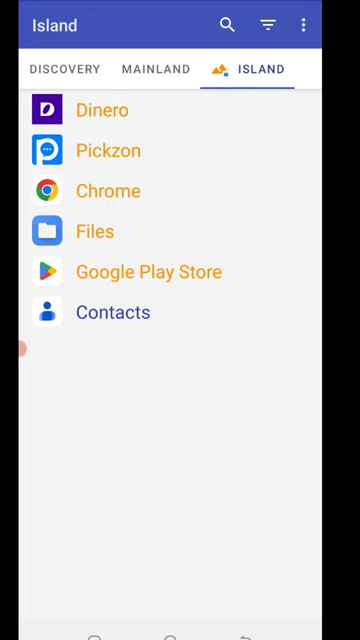 Island
DISCOVERY MAINLAND ISLAND
Dinero
Pickzon
Chrome
Files
Google Play Store
Contacts